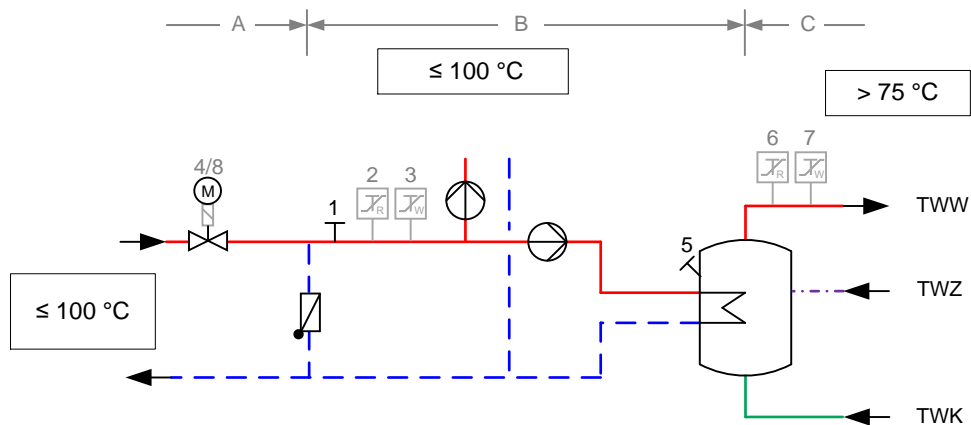 A B C
≤ 100 °C
> 75 °C
4/8
M
2 3
R W
6 7
R W
1
TWW
5
TWZ
≤ 100 °C
TWK